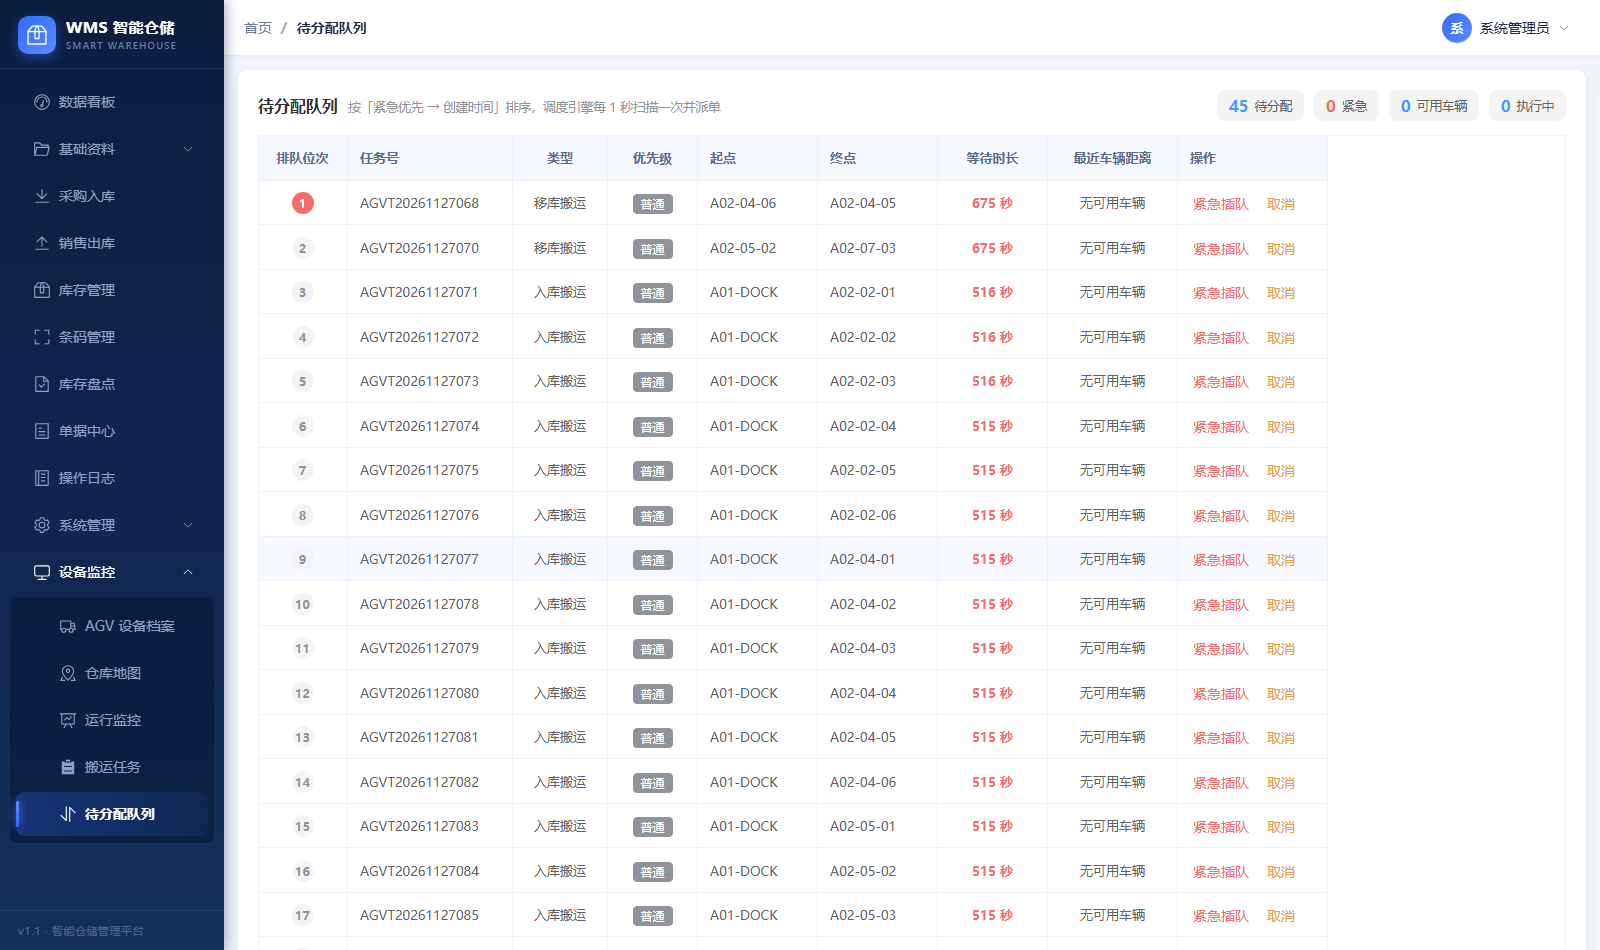 WMS 智能仓储
SMART WAREHOUSE
数据看板
基础资料
采购入库
销售出库
库存管理
条码管理
库存盘点
单据中心
操作日志
系统管理
设备监控
AGV 设备档案
仓库地图
运行监控
搬运任务
待分配队列
v1.1 · 智能仓储管理平台
首页 / 待分配队列
系 系统管理员
待分配队列 按「紧急优先 → 创建时间」排序，调度引擎每 1 秒扫描一次并派单
45 待分配 0 紧急 0 可用车辆 0 执行中
排队位次 任务号 类型 优先级 起点 终点 等待时长 最近车辆距离 操作
1 AGVT20261127068 移库搬运 普通 A02-04-06 A02-04-05 675 秒 无可用车辆 紧急插队 取消
2 AGVT20261127070 移库搬运 普通 A02-05-02 A02-07-03 675 秒 无可用车辆 紧急插队 取消
3 AGVT20261127071 入库搬运 普通 A01-DOCK A02-02-01 516 秒 无可用车辆 紧急插队 取消
4 AGVT20261127072 入库搬运 普通 A01-DOCK A02-02-02 516 秒 无可用车辆 紧急插队 取消
5 AGVT20261127073 入库搬运 普通 A01-DOCK A02-02-03 516 秒 无可用车辆 紧急插队 取消
6 AGVT20261127074 入库搬运 普通 A01-DOCK A02-02-04 515 秒 无可用车辆 紧急插队 取消
7 AGVT20261127075 入库搬运 普通 A01-DOCK A02-02-05 515 秒 无可用车辆 紧急插队 取消
8 AGVT20261127076 入库搬运 普通 A01-DOCK A02-02-06 515 秒 无可用车辆 紧急插队 取消
9 AGVT20261127077 入库搬运 普通 A01-DOCK A02-04-01 515 秒 无可用车辆 紧急插队 取消
10 AGVT20261127078 入库搬运 普通 A01-DOCK A02-04-02 515 秒 无可用车辆 紧急插队 取消
11 AGVT20261127079 入库搬运 普通 A01-DOCK A02-04-03 515 秒 无可用车辆 紧急插队 取消
12 AGVT20261127080 入库搬运 普通 A01-DOCK A02-04-04 515 秒 无可用车辆 紧急插队 取消
13 AGVT20261127081 入库搬运 普通 A01-DOCK A02-04-05 515 秒 无可用车辆 紧急插队 取消
14 AGVT20261127082 入库搬运 普通 A01-DOCK A02-04-06 515 秒 无可用车辆 紧急插队 取消
15 AGVT20261127083 入库搬运 普通 A01-DOCK A02-05-01 515 秒 无可用车辆 紧急插队 取消
16 AGVT20261127084 入库搬运 普通 A01-DOCK A02-05-02 515 秒 无可用车辆 紧急插队 取消
17 AGVT20261127085 入库搬运 普通 A01-DOCK A02-05-03 515 秒 无可用车辆 紧急插队 取消